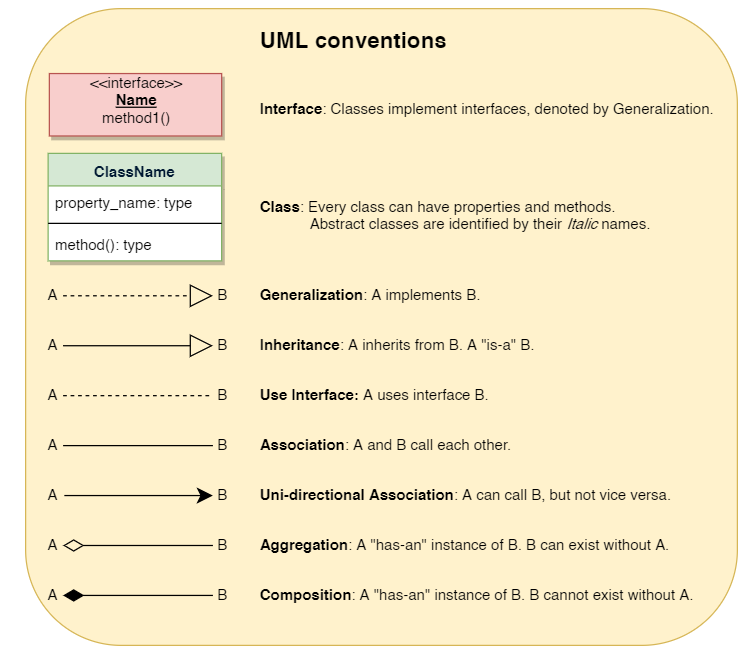 UML conventions
<<interface>>
Name
method1()
Interface: Classes implement interfaces, denoted by Generalization.
ClassName
property_name: type
method(): type
Class: Every class can have properties and methods.
Abstract classes are identified by their Italic names.
A B Generalization: A implements B.
A B Inheritance: A inherits from B. A "is-a" B.
A B Use Interface: A uses interface B.
A B Association: A and B call each other.
A B Uni-directional Association: A can call B, but not vice versa.
A B Aggregation: A "has-an" instance of B. B can exist without A.
A B Composition: A "has-an" instance of B. B cannot exist without A.